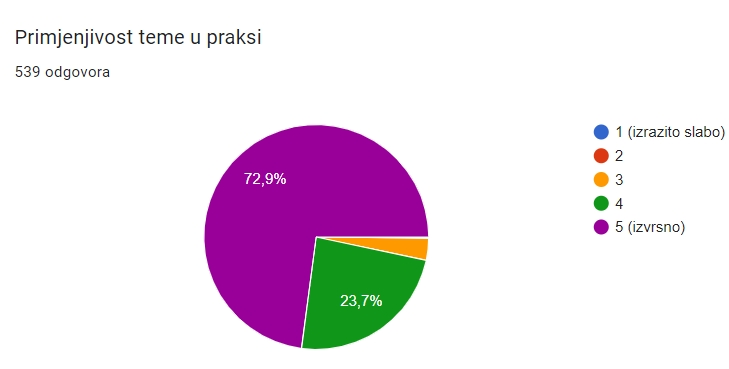 Primjenjivost teme u praksi
539 odgovora
72,9%
23,7%
1 (izrazito slabo)
2
3
4
5 (izvrsno)